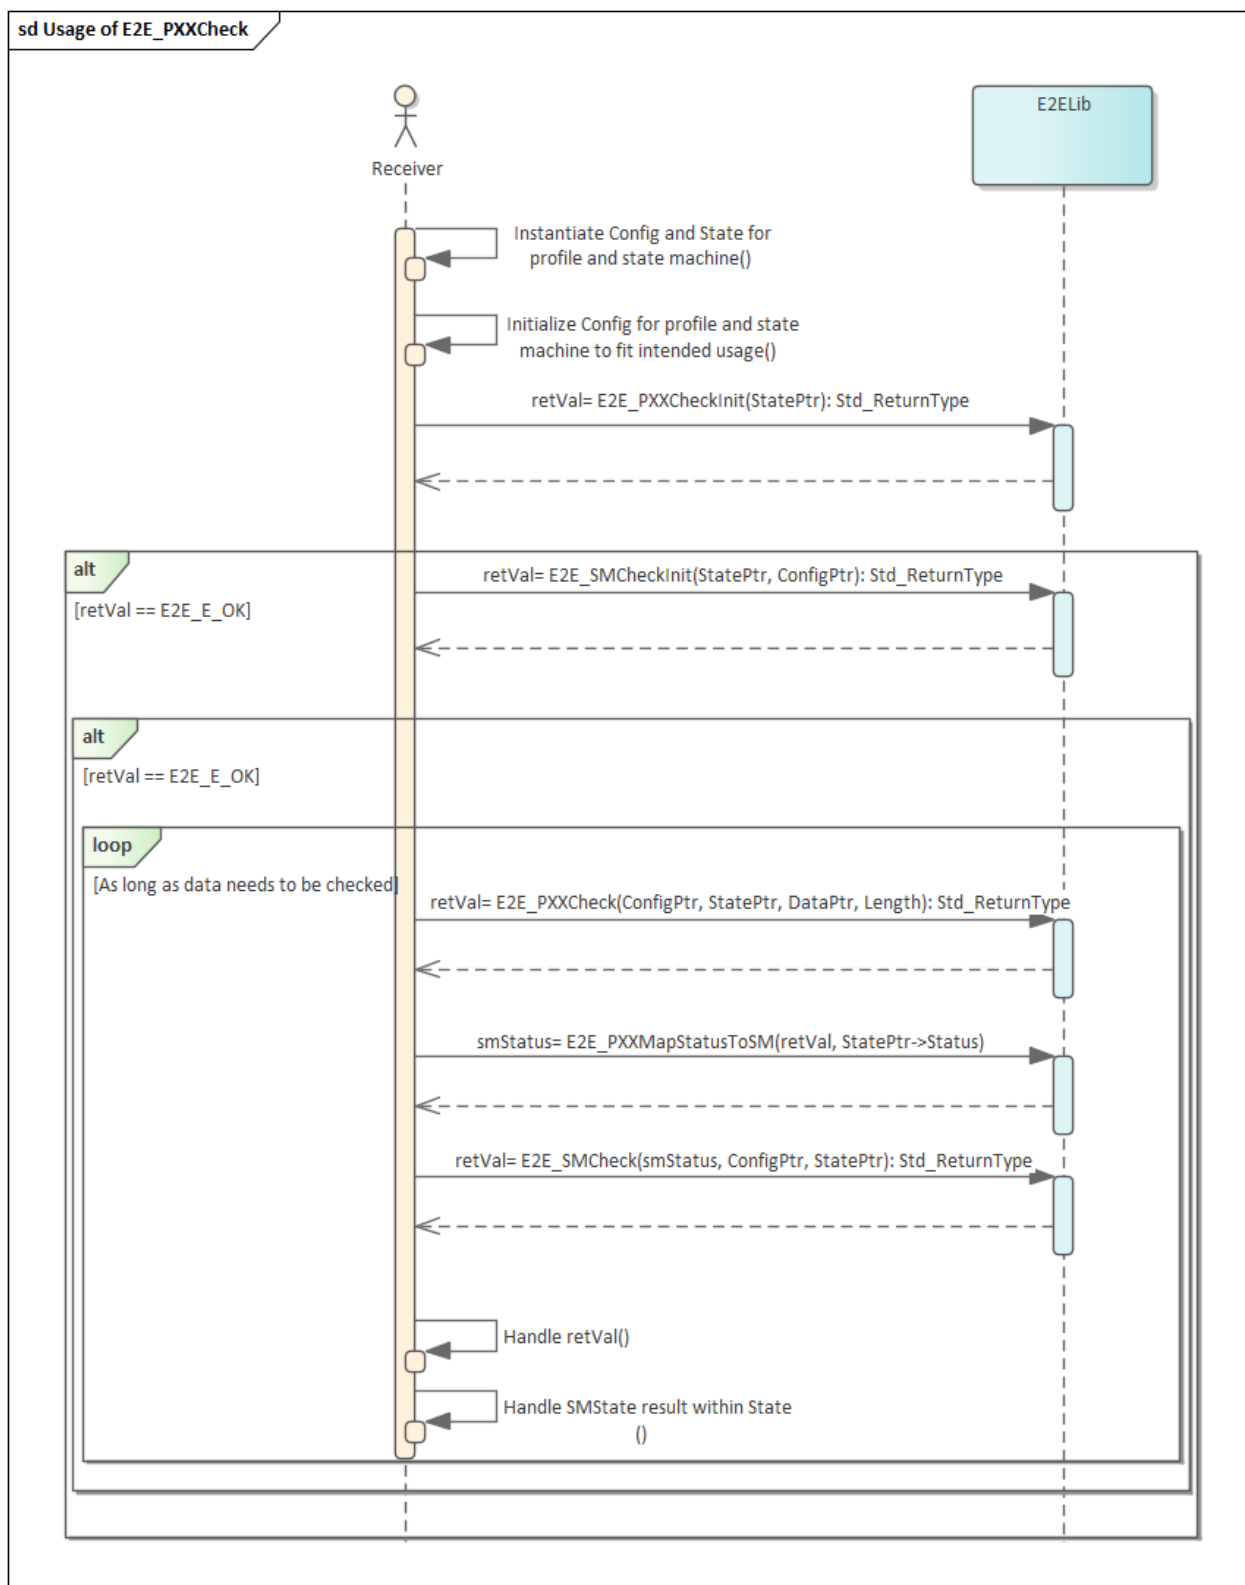 sd Usage of E2E_PXXCheck
E2ELib
Receiver
Instantiate Config and State for
profile and state machine()
Initialize Config for profile and state
machine to fit intended usage()
retVal= E2E_PXXCheckInit(StatePtr): Std_ReturnType
alt
retVal= E2E_SMCheckInit(StatePtr, ConfigPtr): Std_ReturnType
[retVal == E2E_E_OK]
alt
[retVal == E2E_E_OK]
loop
[As long as data needs to be checked]
retVal= E2E_PXXCheck(ConfigPtr, StatePtr, DataPtr, Length): Std_ReturnType
smStatus= E2E_PXXMapStatusToSM(retVal, StatePtr->Status)
retVal= E2E_SMCheck(smStatus, ConfigPtr, StatePtr): Std_ReturnType
Handle retVal()
Handle SMState result within State
()